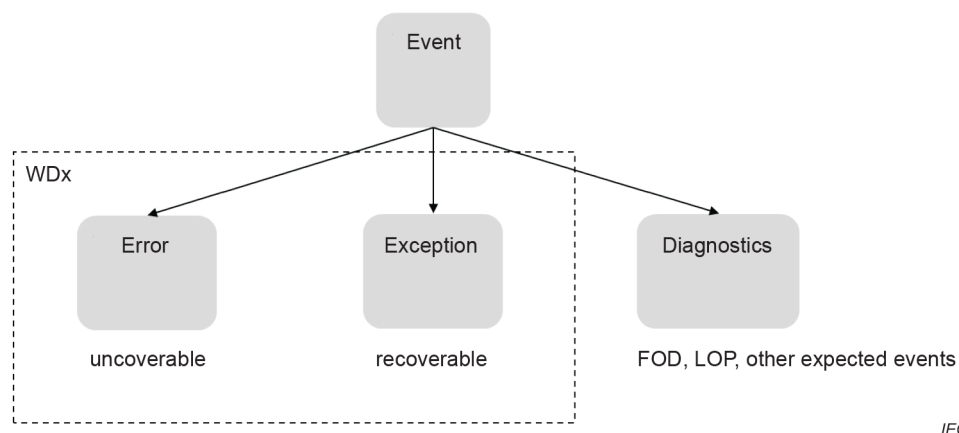 Event
WDx
Error
Exception
Diagnostics
uncoverable
recoverable
FOD, LOP, other expected events